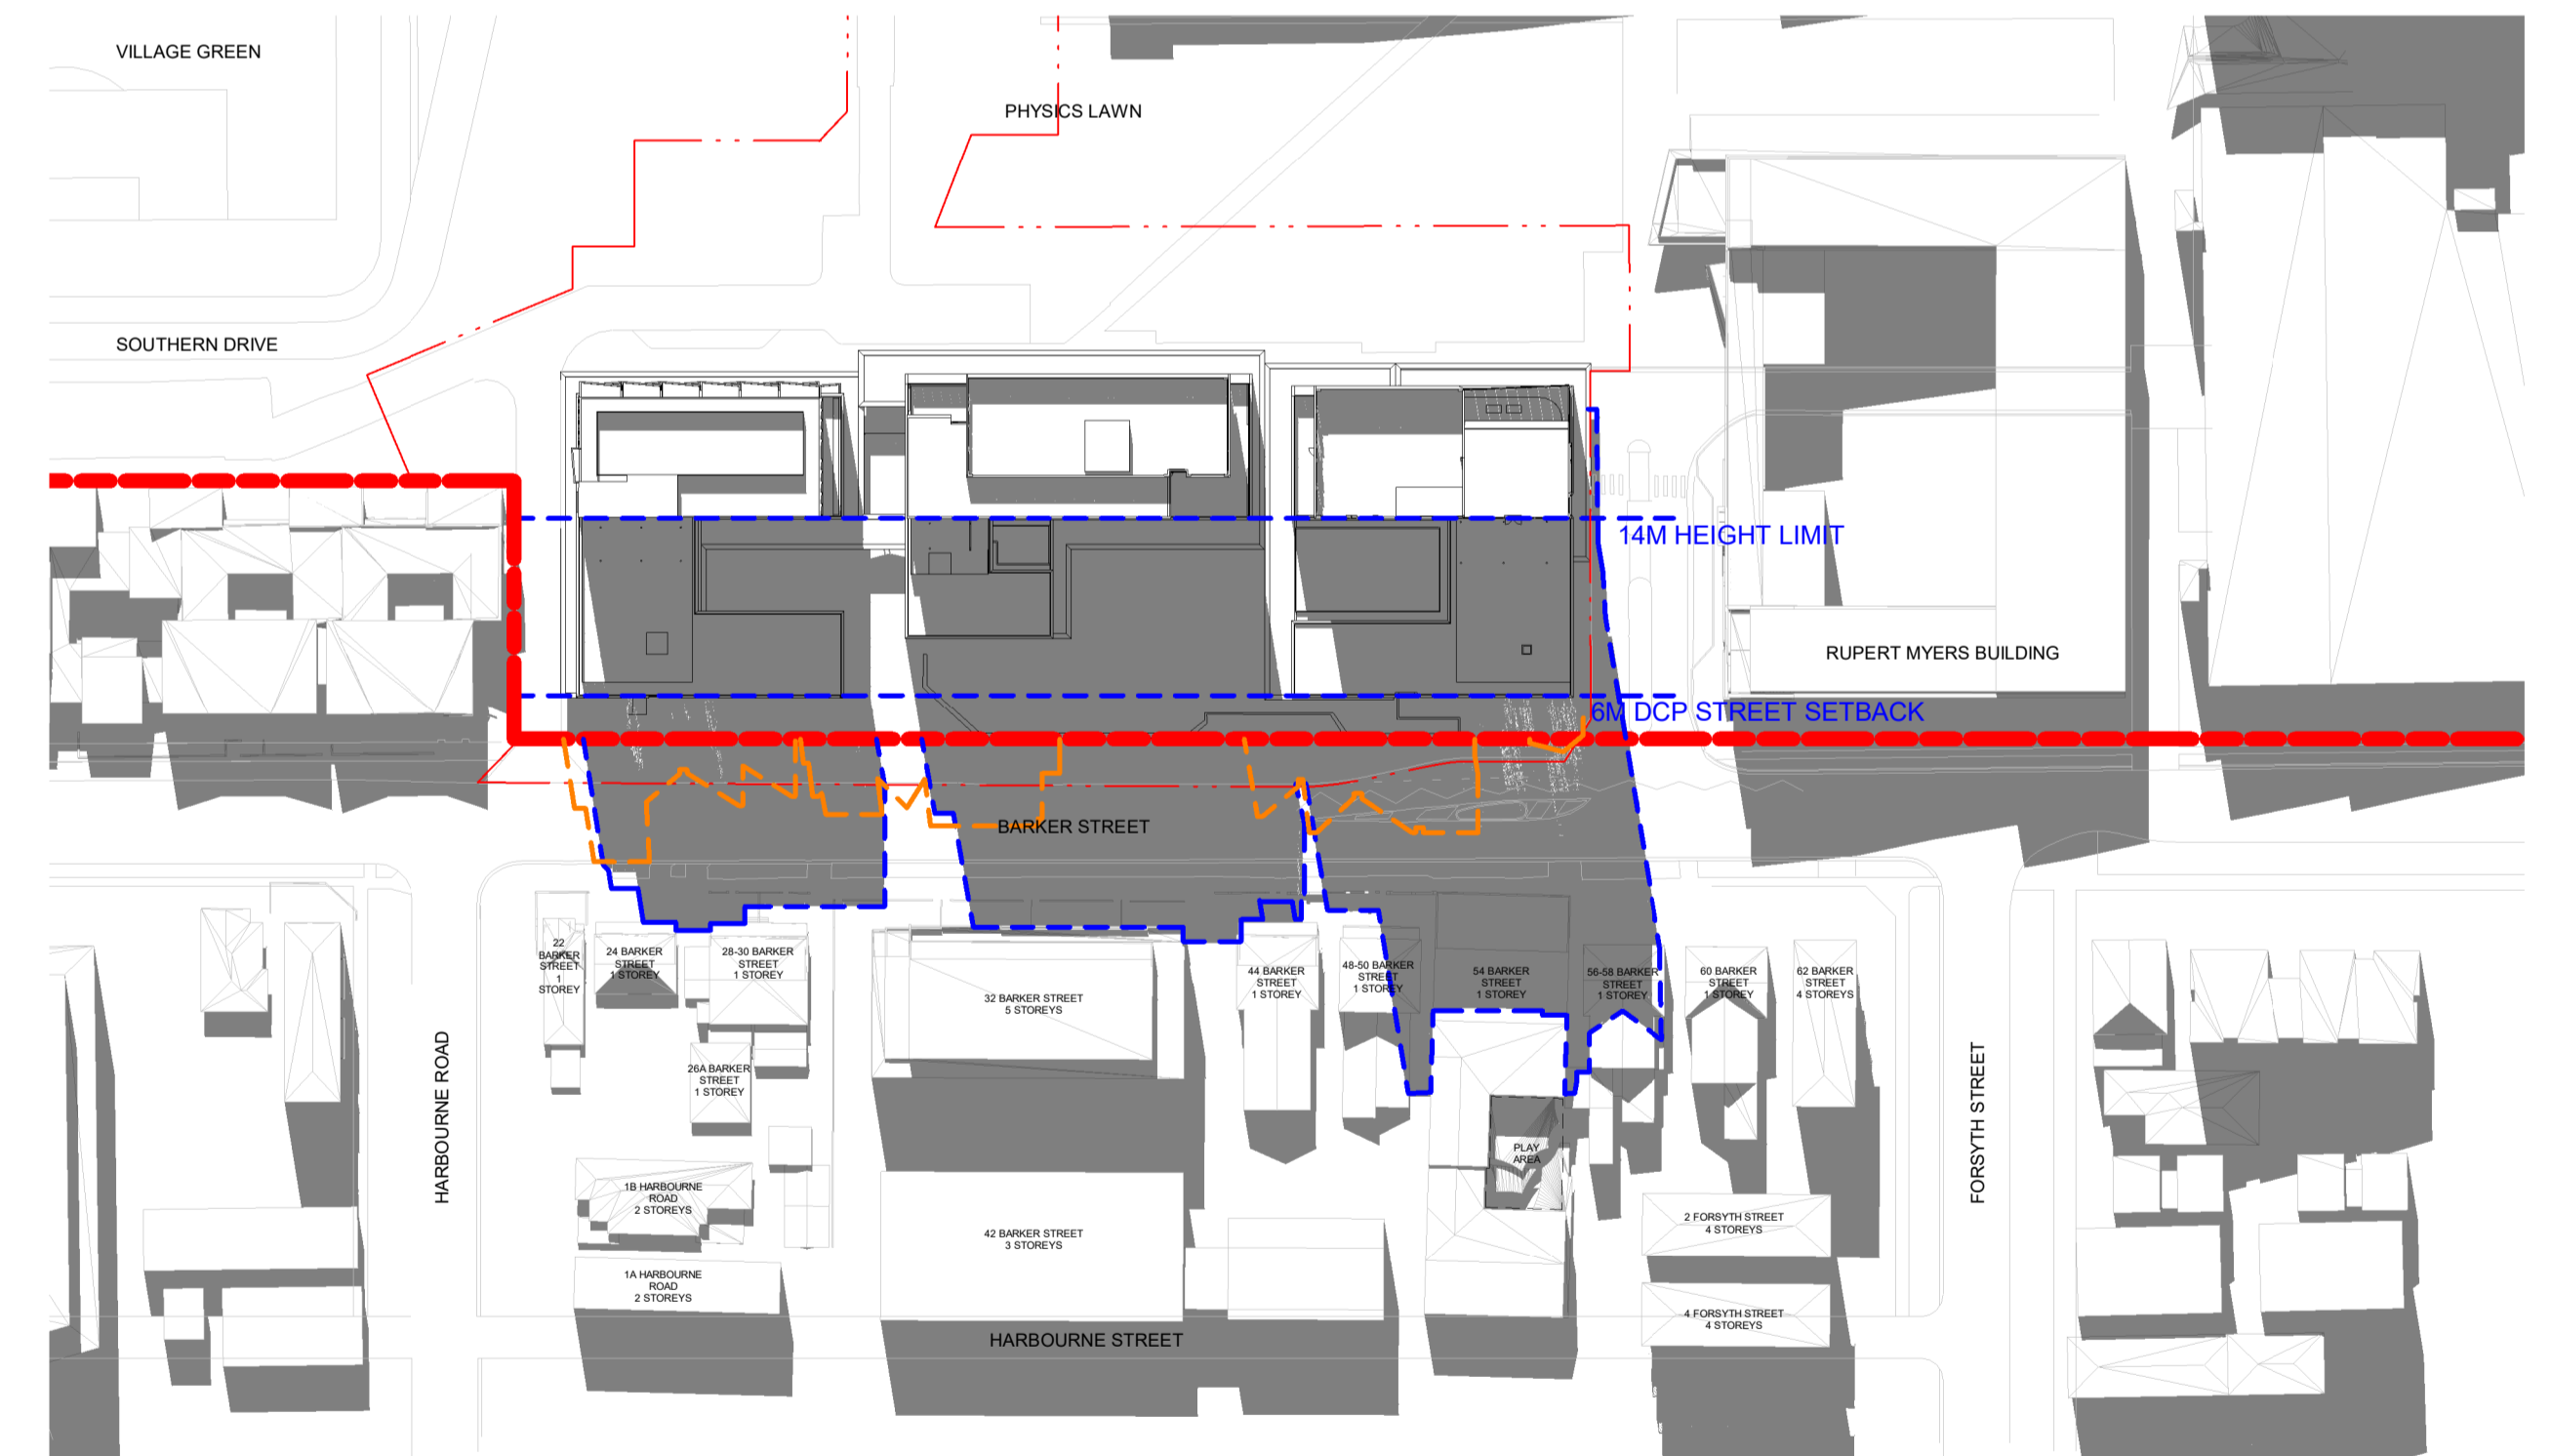 VILLAGE GREEN
PHYSICS LAWN
SOUTHERN DRIVE
14M HEIGHT LIMIT
RUPERT MYERS BUILDING
6M DCP STREET SETBACK
BARKER STREET
22
BARKER
STREET
1
STOREY
24 BARKER
STREET
1 STOREY
28-30 BARKER
STREET
1 STOREY
26A BARKER
STREET
1 STOREY
32 BARKER STREET
5 STOREYS
44 BARKER
STREET
1 STOREY
48-50 BARKER
STREET
1 STOREY
54 BARKER
STREET
1 STOREY
56-58 BARKER
STREET
1 STOREY
60 BARKER
STREET
1 STOREY
62 BARKER
STREET
4 STOREYS
HARBOURNE ROAD
FORSYTH STREET
PLAY
AREA
1B HARBOURNE
ROAD
2 STOREYS
42 BARKER STREET
3 STOREYS
2 FORSYTH STREET
4 STOREYS
1A HARBOURNE
ROAD
2 STOREYS
4 FORSYTH STREET
4 STOREYS
HARBOURNE STREET